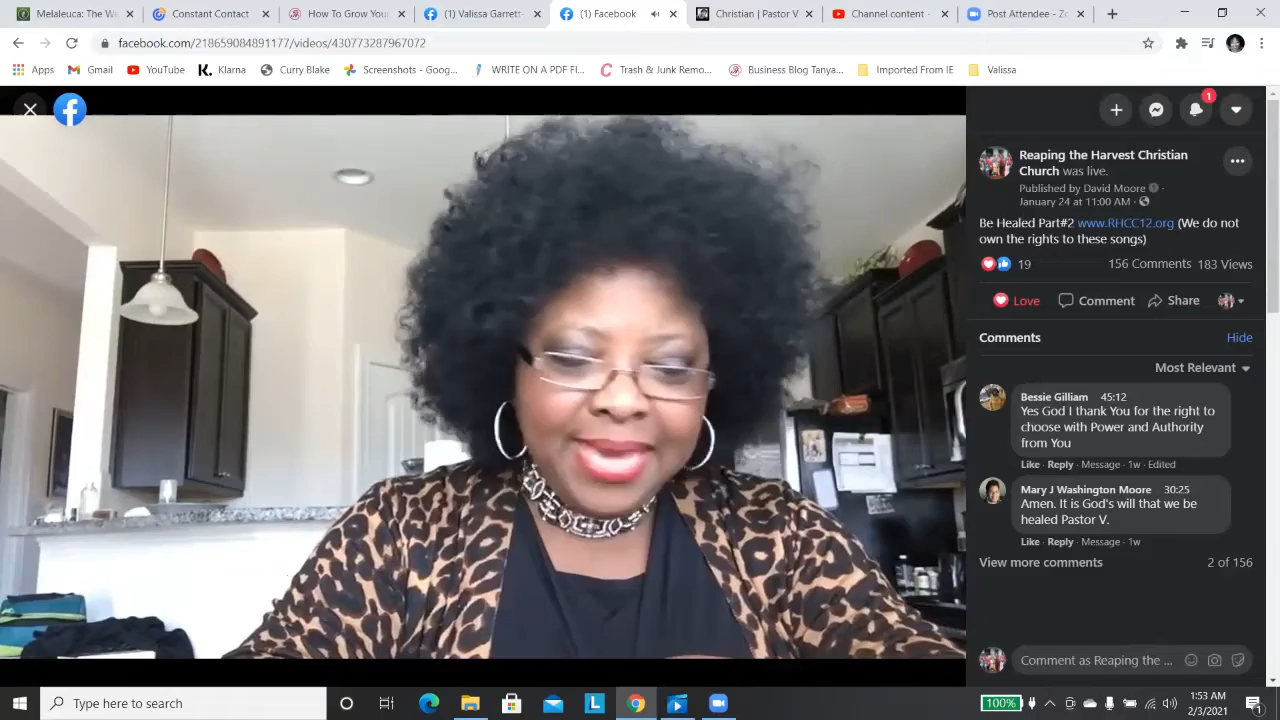 Melaleuca: The We
Constant Contact
How To Grow Your
(1) Valissa Garrett-
(1) Facebook
Christian | Pastor V
Channel content -
Post Attendee - Zo
facebook.com/218659084891177/videos/430773287967072
Apps
Gmail
YouTube
K. Klarna
Curry Blake
Screenshots - Goog...
WRITE ON A PDF FI...
Trash & Junk Remo...
Business Blog Tanya...
Imported From IE
Valissa
1
Reaping the Harvest Christian
Church was live.
Published by David Moore
January 24 at 11:00 AM ·
Be Healed Part#2 www.RHCC12.org (We do not
own the rights to these songs)
19 156 Comments 183 Views
Love Comment Share
Comments Hide
Most Relevant
Bessie Gilliam 45:12
Yes God I thank You for the right to
choose with Power and Authority
from You
Like · Reply · Message · 1w · Edited
Mary J Washington Moore 30:25
Amen. It is God's will that we be
healed Pastor V.
Like · Reply · Message · 1w
View more comments 2 of 156
Comment as Reaping the ...
Type here to search
L
100%
1:53 AM
2/3/2021
1